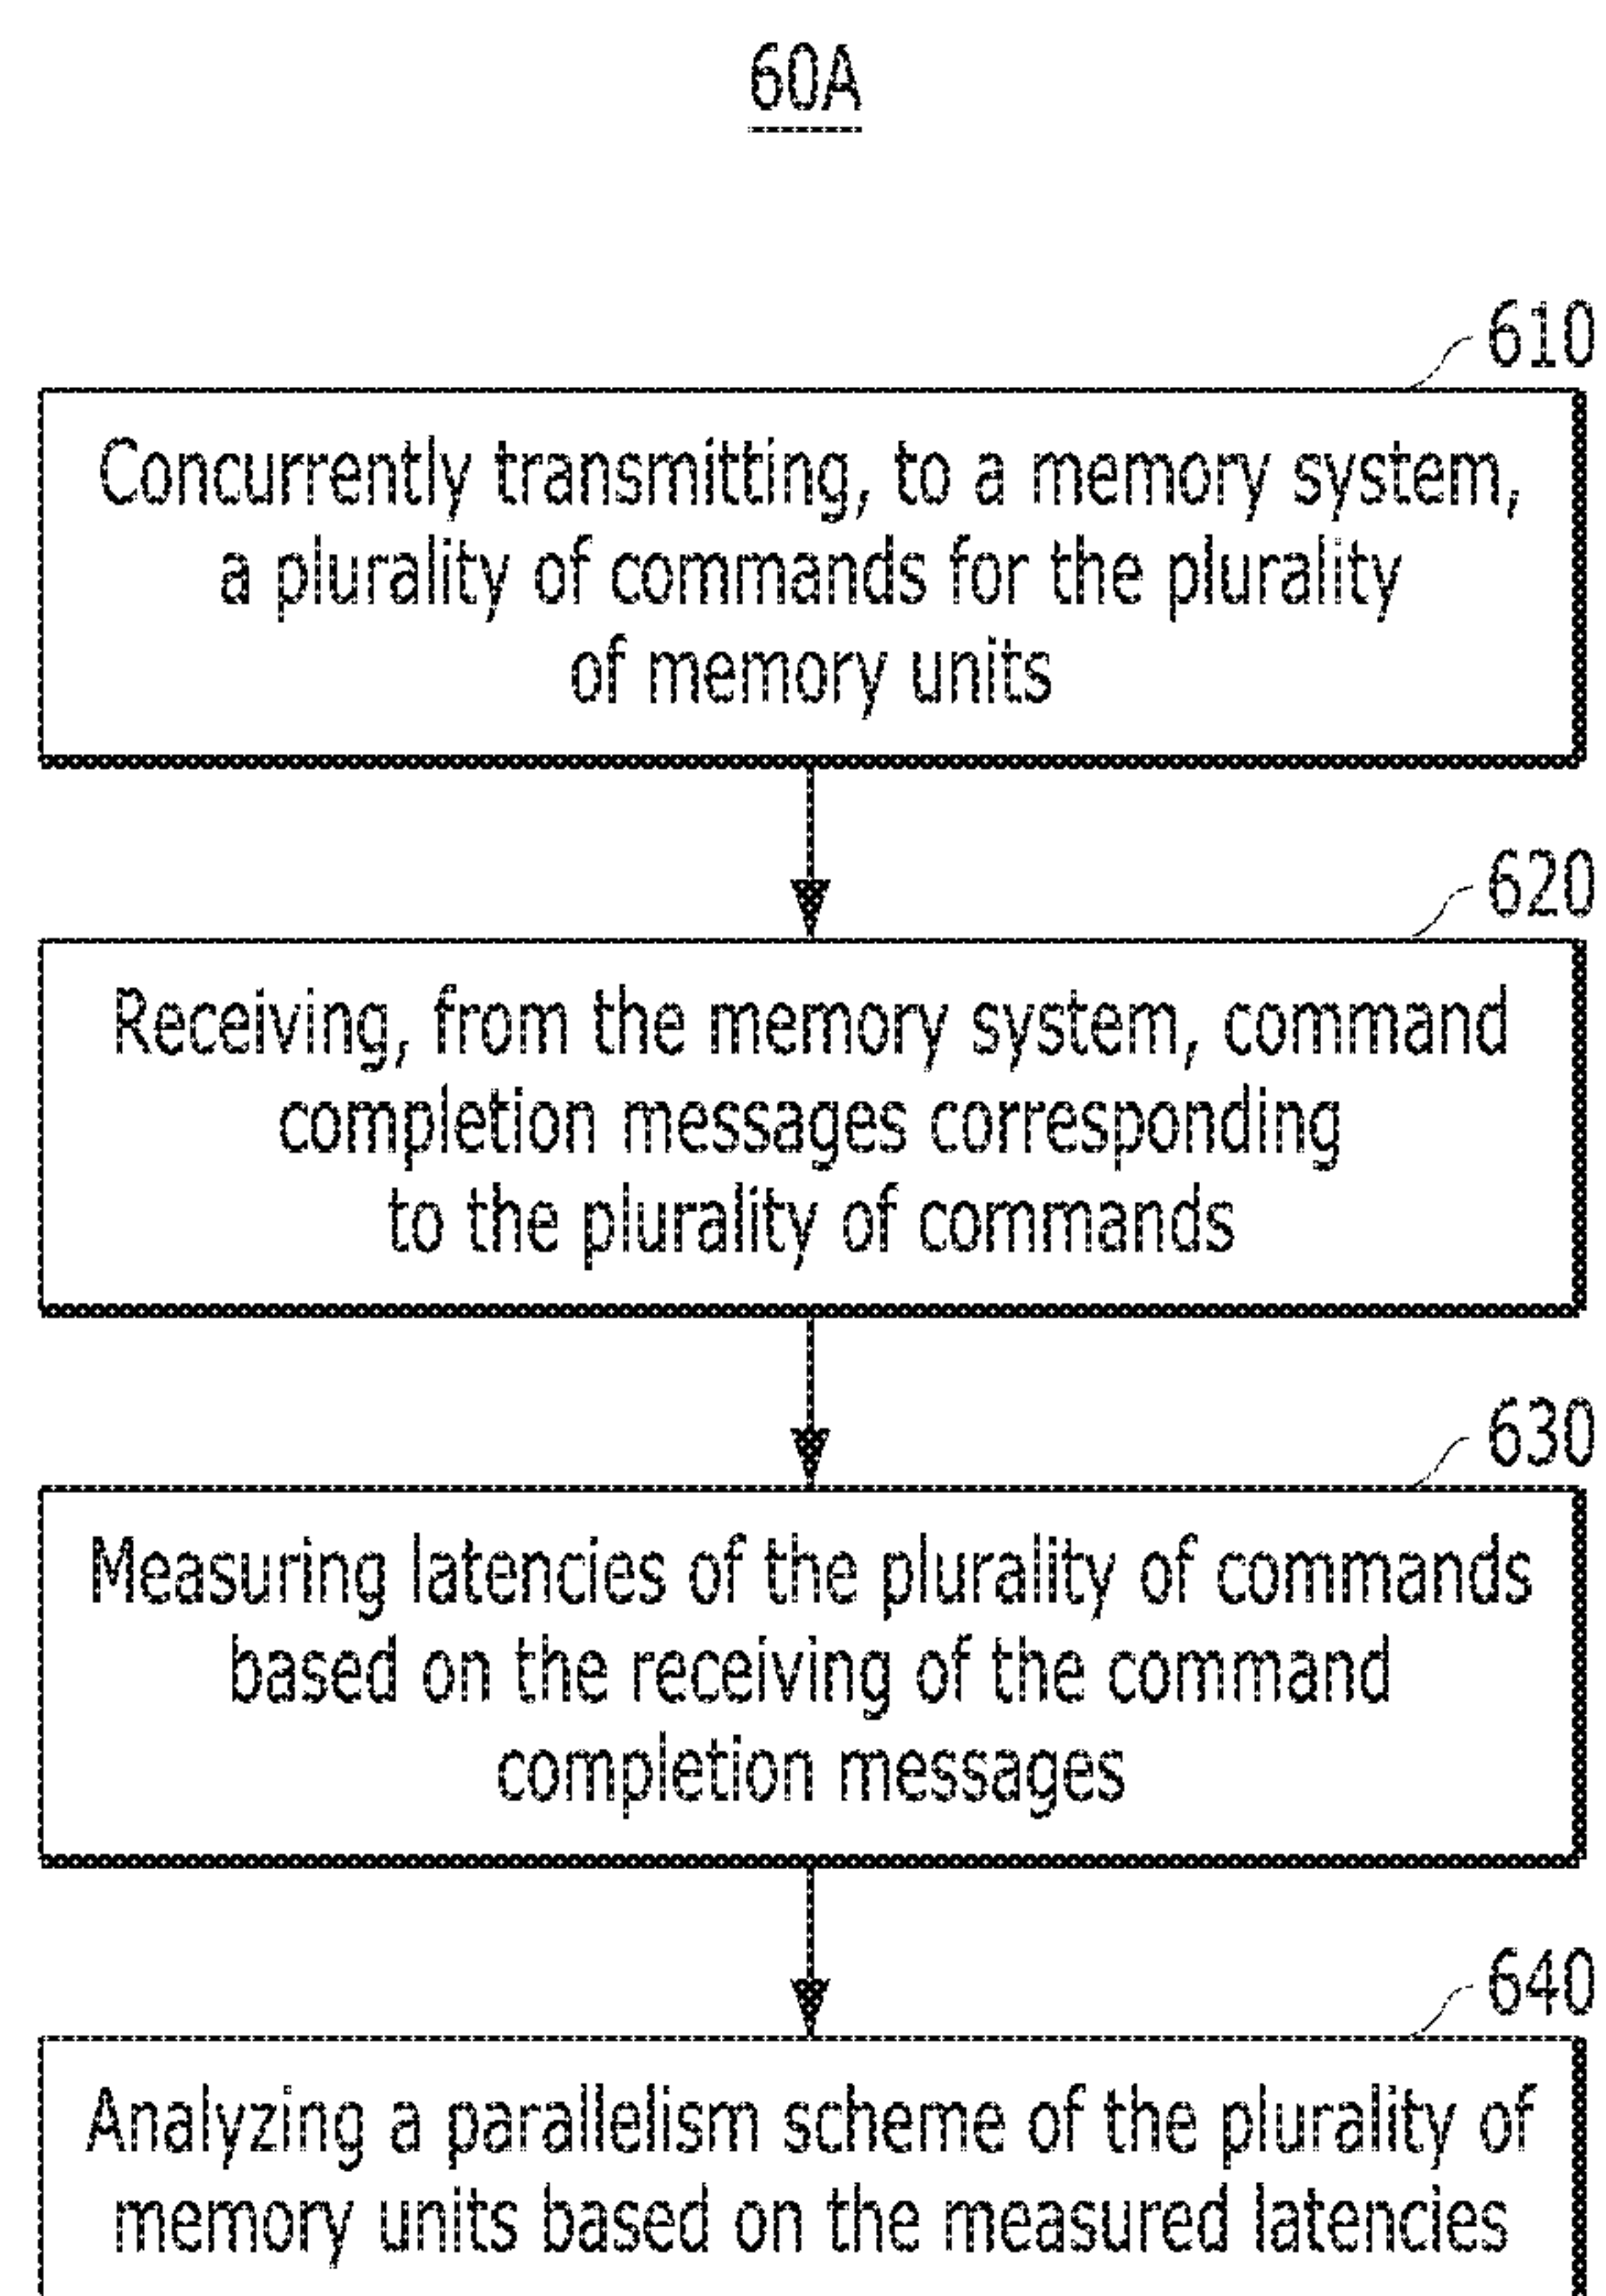 60A
610
Concurrently transmitting, to a memory system,
a plurality of commands for the plurality
of memory units
620
Receiving, from the memory system, command
completion messages corresponding
to the plurality of commands
630
Measuring latencies of the plurality of commands
based on the receiving of the command
completion messages
640
Analyzing a parallelism scheme of the plurality of
memory units based on the measured latencies